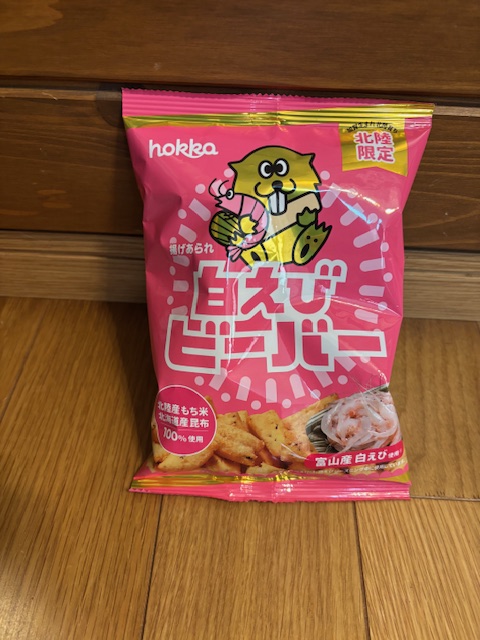 hokka
北陸
限定
揚げあられ
白えび
ビーバー
北陸産もち米
北海道産昆布
100%使用
富山産 白えび 使用!